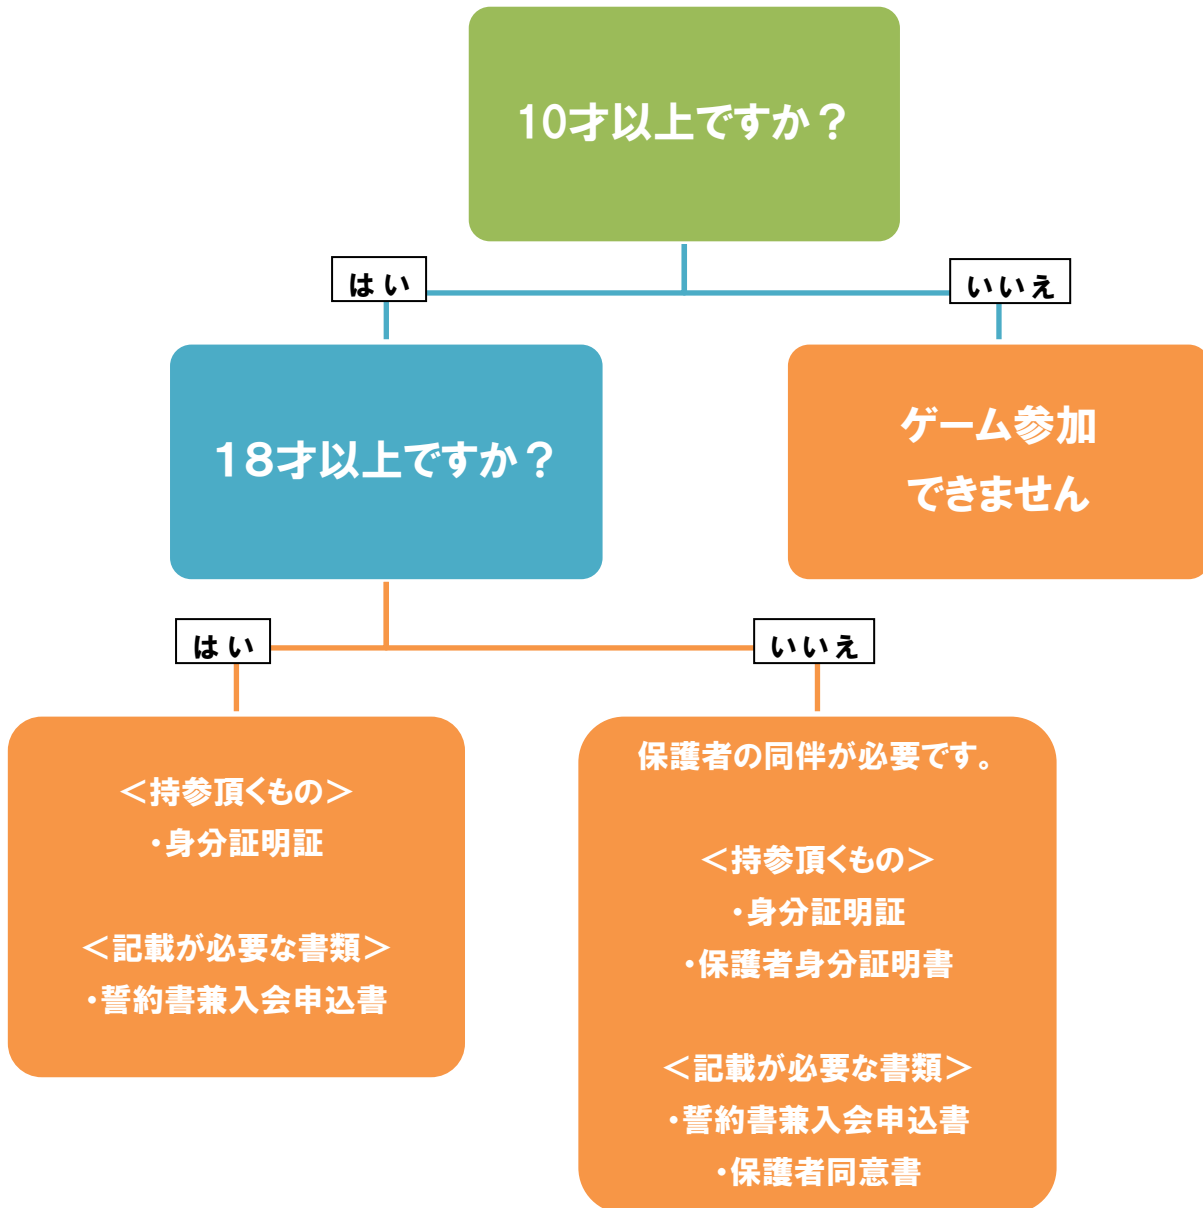 10才以上ですか？
はい
いいえ
18才以上ですか？
ゲーム参加
できません
はい
いいえ
＜持参頂くもの＞
・身分証明証
＜記載が必要な書類＞
・誓約書兼入会申込書
保護者の同伴が必要です。
＜持参頂くもの＞
・身分証明証
・保護者身分証明書
＜記載が必要な書類＞
・誓約書兼入会申込書
・保護者同意書